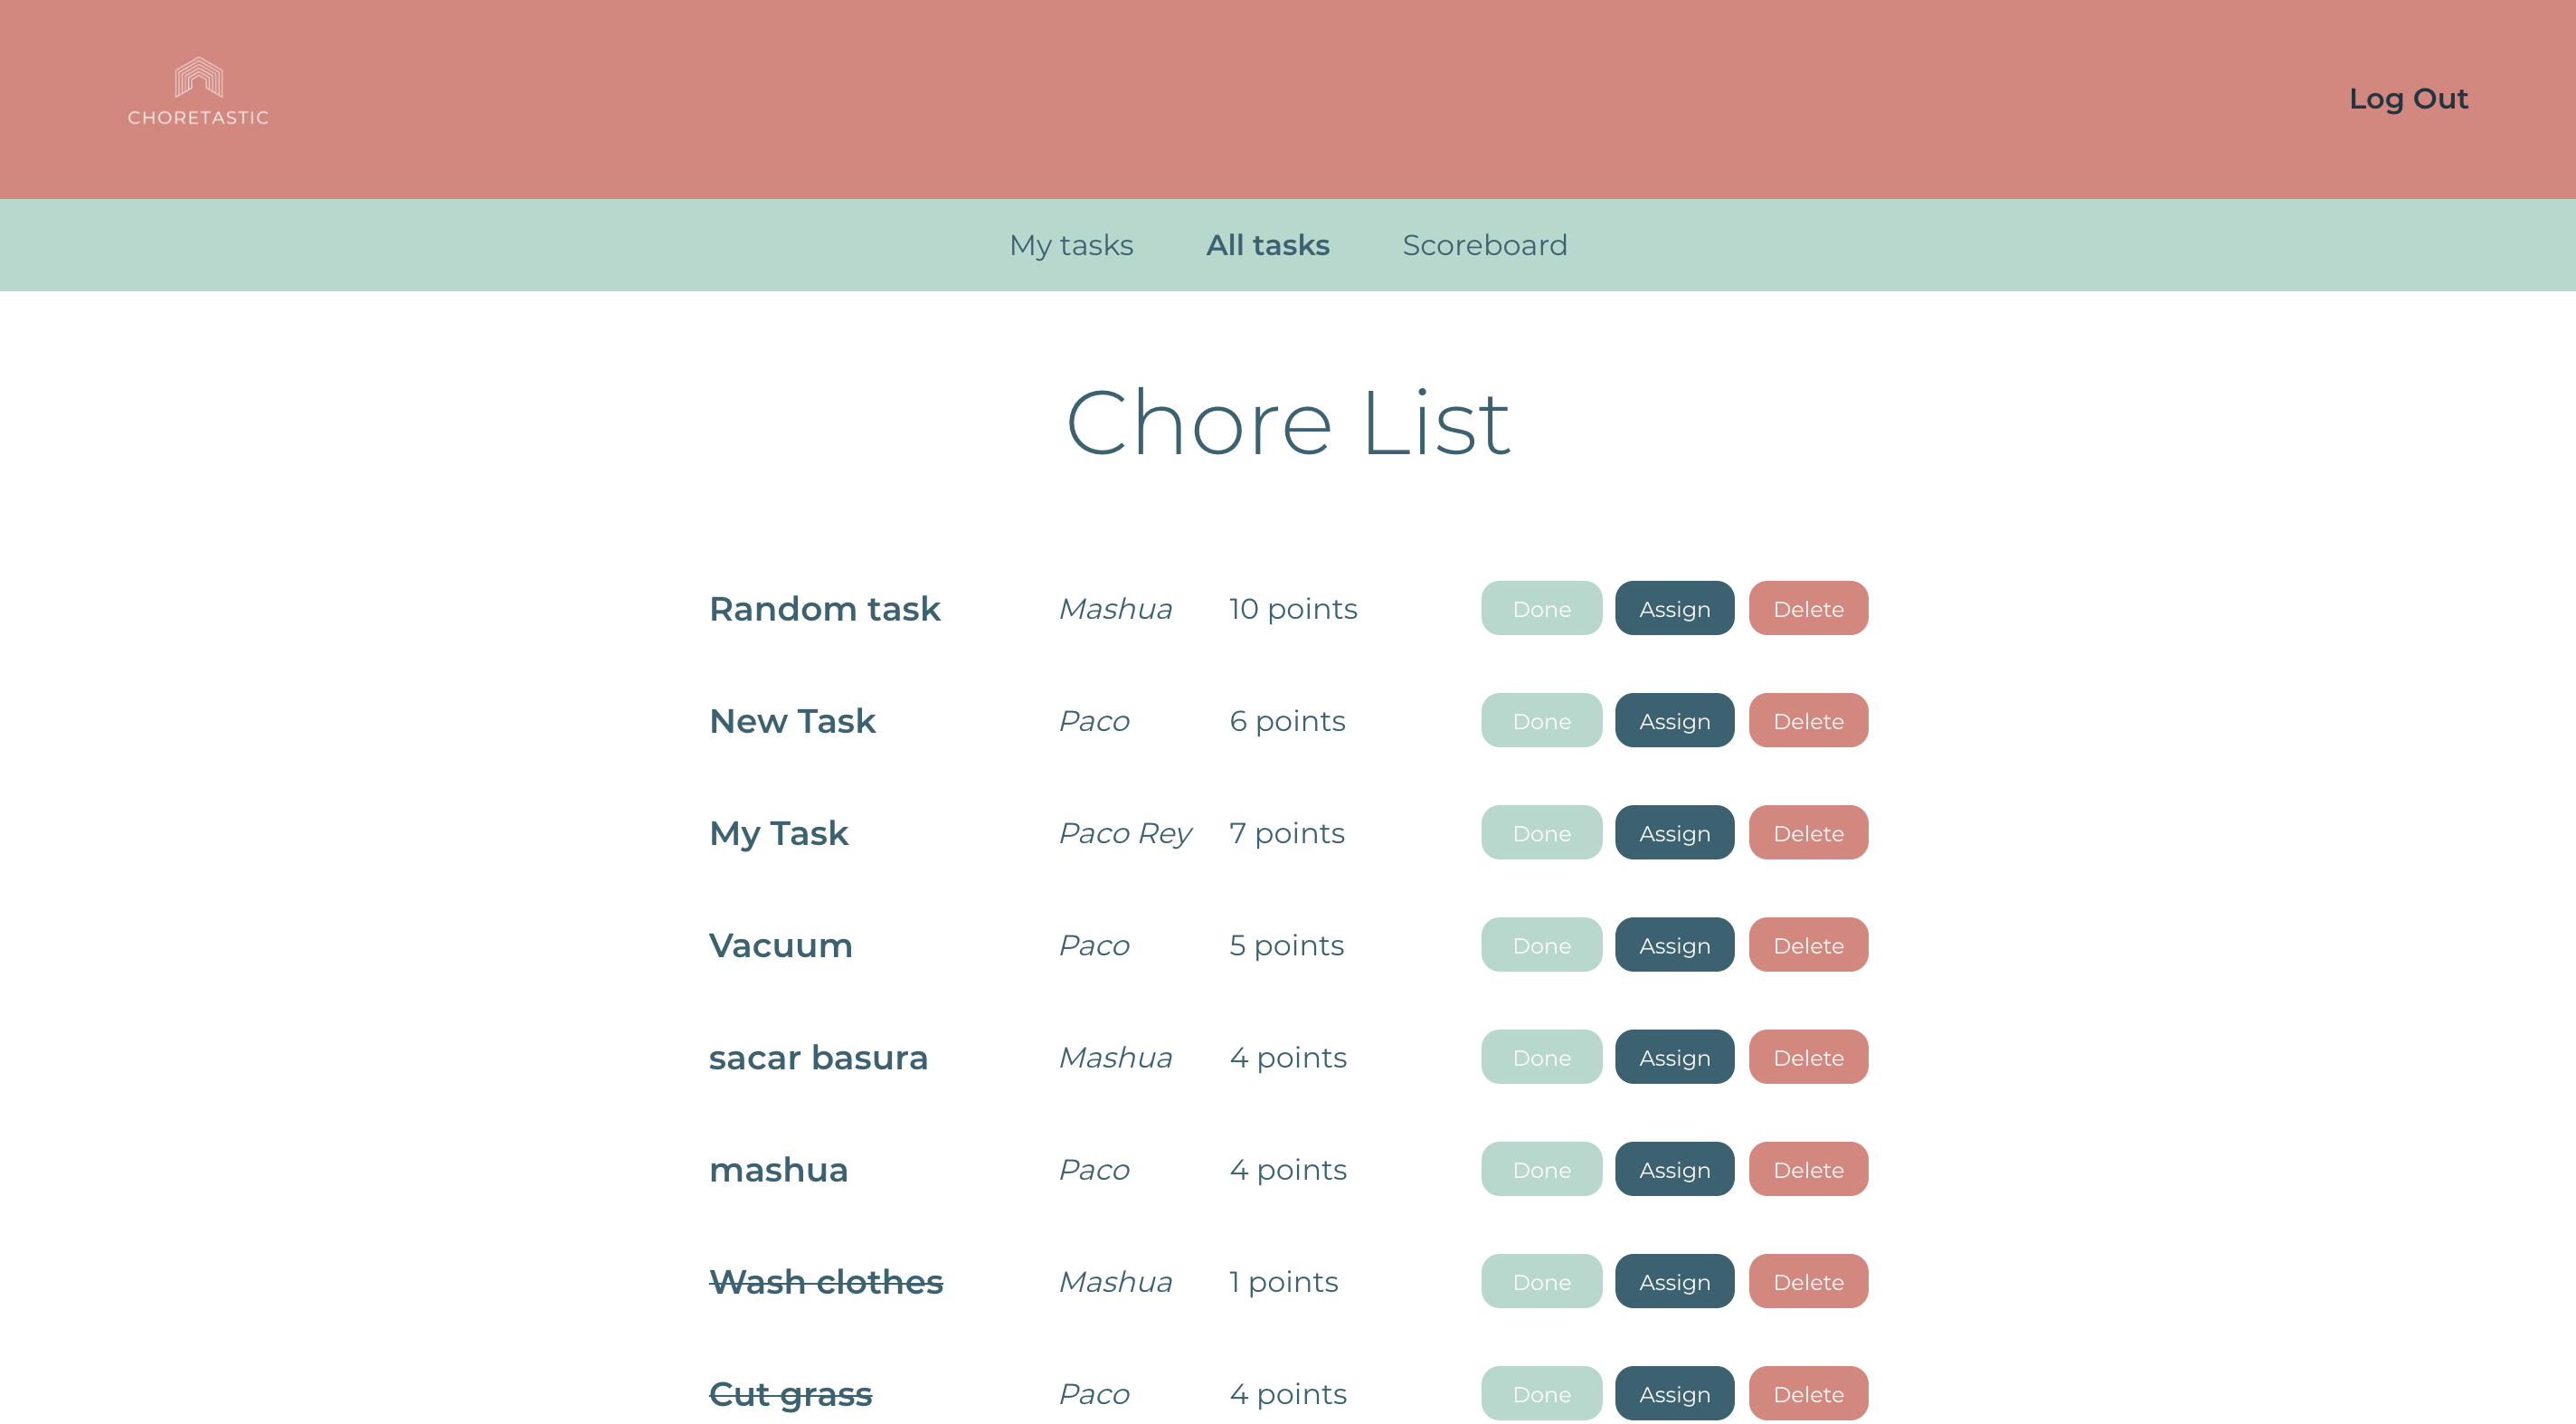 CHORETASTIC
Log Out
My tasks All tasks Scoreboard
Chore List
Random task Mashua 10 points Done Assign Delete
New Task Paco 6 points Done Assign Delete
My Task Paco Rey 7 points Done Assign Delete
Vacuum Paco 5 points Done Assign Delete
sacar basura Mashua 4 points Done Assign Delete
mashua Paco 4 points Done Assign Delete
Wash clothes Mashua 1 points Done Assign Delete
Cut grass Paco 4 points Done Assign Delete